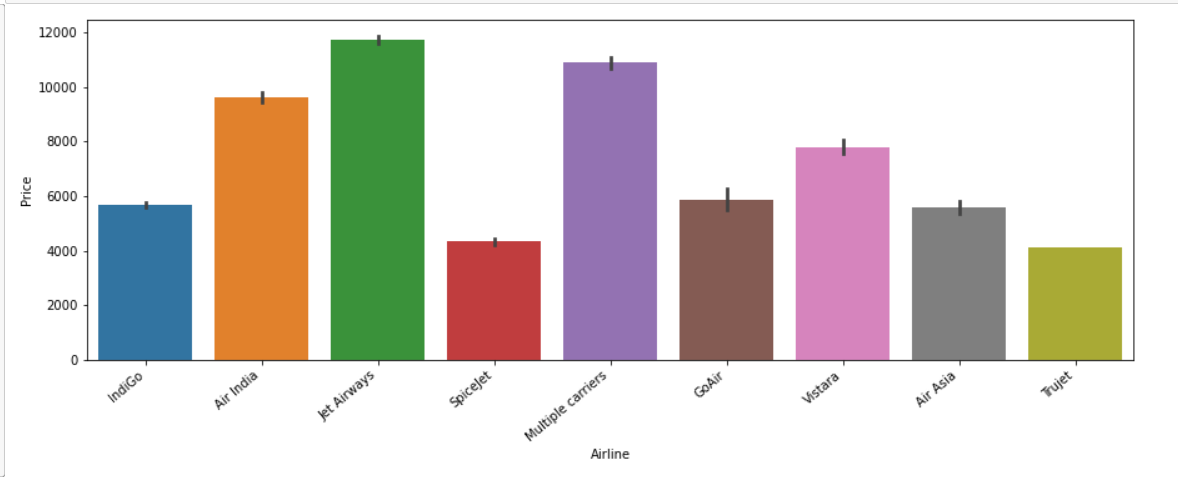 12000
10000
8000
6000
4000
2000
0
Price
IndiGo
Air India
Jet Airways
SpiceJet
Multiple carriers
GoAir
Vistara
Air Asia
Trujet
Airline